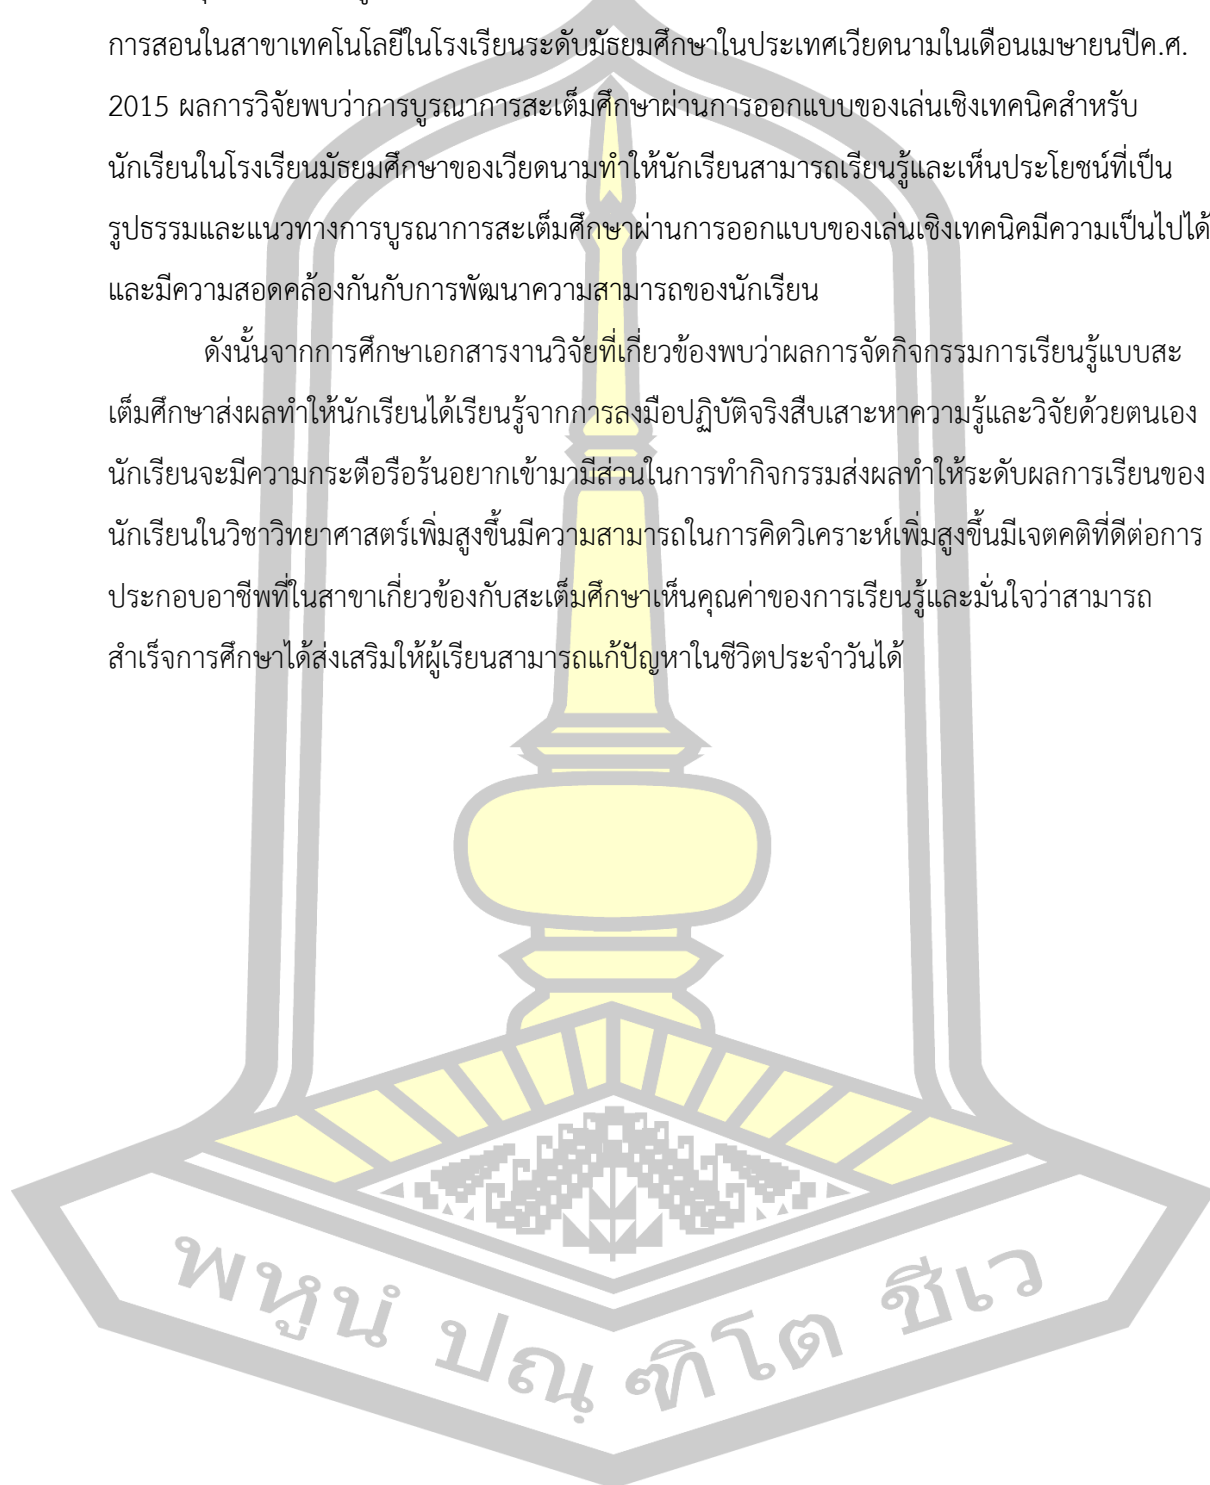 การสอนในสาขาเทคโนโลยีในโรงเรียนระดับมัธยมศึกษาในประเทศเวียดนามในเดือนเมษายนปีค.ศ.
2015 ผลการวิจัยพบว่าการบูรณาการสะเต็มศึกษาผ่านการออกแบบของเล่นเชิงเทคนิคสำหรับ
นักเรียนในโรงเรียนมัธยมศึกษาของเวียดนามทำให้นักเรียนสามารถเรียนรู้และเห็นประโยชน์ที่เป็น
รูปธรรมและแนวทางการบูรณาการสะเต็มศึกษาผ่านการออกแบบของเล่นเชิงเทคนิคมีความเป็นไปได้
และมีความสอดคล้องกันกับการพัฒนาความสามารถของนักเรียน
ดังนั้นจากการศึกษาเอกสารงานวิจัยที่เกี่ยวข้องพบว่าผลการจัดกิจกรรมการเรียนรู้แบบสะ
เต็มศึกษาส่งผลทำให้นักเรียนได้เรียนรู้จากการลงมือปฏิบัติจริงสืบเสาะหาความรู้และวิจัยด้วยตนเอง
นักเรียนจะมีความกระตือรือร้นอยากเข้ามามีส่วนในการทำกิจกรรมส่งผลทำให้ระดับผลการเรียนของ
นักเรียนในวิชาวิทยาศาสตร์เพิ่มสูงขึ้นมีความสามารถในการคิดวิเคราะห์เพิ่มสูงขึ้นมีเจตคติที่ดีต่อการ
ประกอบอาชีพที่ในสาขาเกี่ยวข้องกับสะเต็มศึกษาเห็นคุณค่าของการเรียนรู้และมั่นใจว่าสามารถ
สำเร็จการศึกษาได้ส่งเสริมให้ผู้เรียนสามารถแก้ปัญหาในชีวิตประจำวันได้
พหูนํ ปณฺฑิโต ชีเว